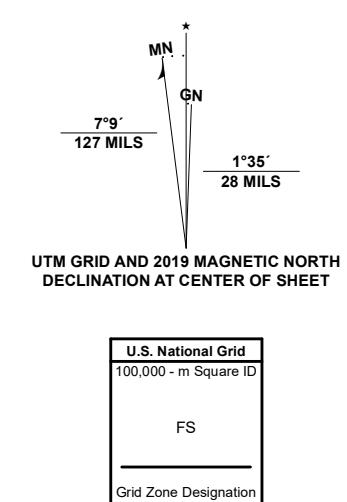 MN
GN
7°9´
127 MILS
1°35´
28 MILS
UTM GRID AND 2019 MAGNETIC NORTH
DECLINATION AT CENTER OF SHEET
U.S. National Grid
100,000 - m Square ID
FS
Grid Zone Designation